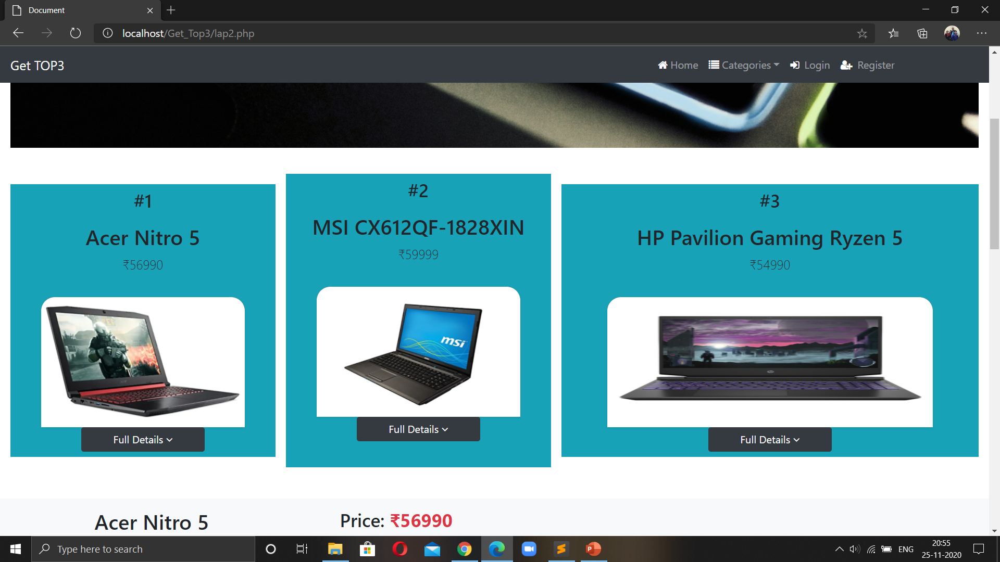 Document
localhost/Get_Top3/lap2.php
Get TOP3
Home Categories Login Register
#1
Acer Nitro 5
₹56990
Full Details
#2
MSI CX612QF-1828XIN
₹59999
msi
Full Details
#3
HP Pavilion Gaming Ryzen 5
₹54990
Full Details
Acer Nitro 5
Price: ₹56990
Type here to search
ENG
20:55
25-11-2020